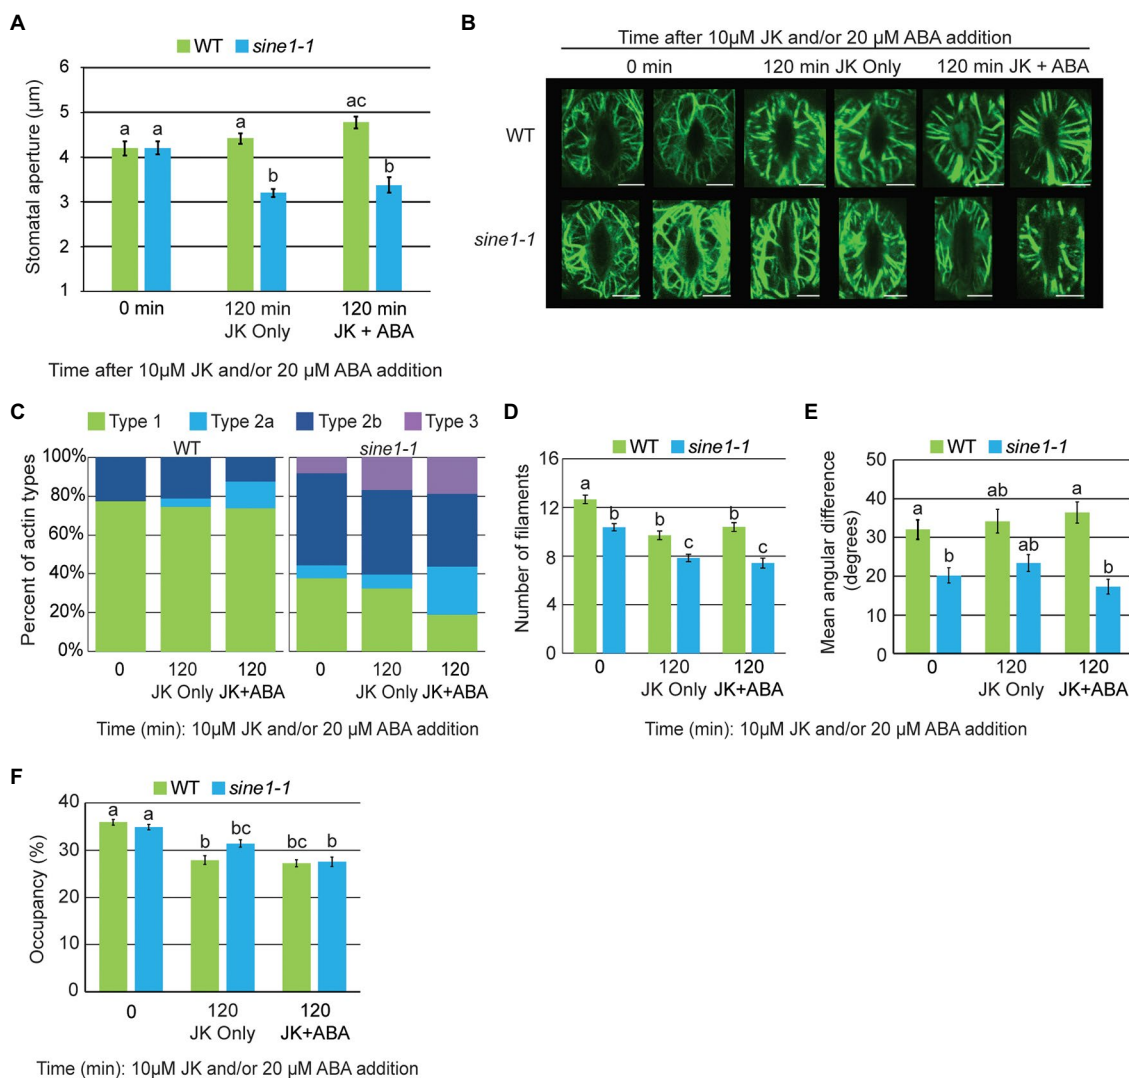 A
WT sine1-1
Stomatal aperture (µm)
6
5
4
3
2
1
a a a b ac b
0 min 120 min 120 min
JK Only JK + ABA
Time after 10µM JK and/or 20 µM ABA addition
B
Time after 10µM JK and/or 20 µM ABA addition
0 min 120 min JK Only 120 min JK + ABA
WT
sine1-1
C
Type 1 Type 2a Type 2b Type 3
WT sine1-1
Percent of actin types
100%
80%
60%
40%
20%
0%
0 120 120 0 120 120
JK Only JK+ABA JK Only JK+ABA
Time (min): 10µM JK and/or 20 µM ABA addition
D
WT sine1-1
Number of filaments
16
12
8
4
0
a b b c b c
0 120 120
JK Only JK+ABA
E
WT sine1-1
Mean angular difference
(degrees)
50
40
30
20
10
0
a b ab ab a b
0 120 120
JK Only JK+ABA
Time (min): 10µM JK and/or 20 µM ABA addition
F
WT sine1-1
Occupancy (%)
40
30
20
10
0
a a b bc bc b
0 120 120
JK Only JK+ABA
Time (min): 10µM JK and/or 20 µM ABA addition